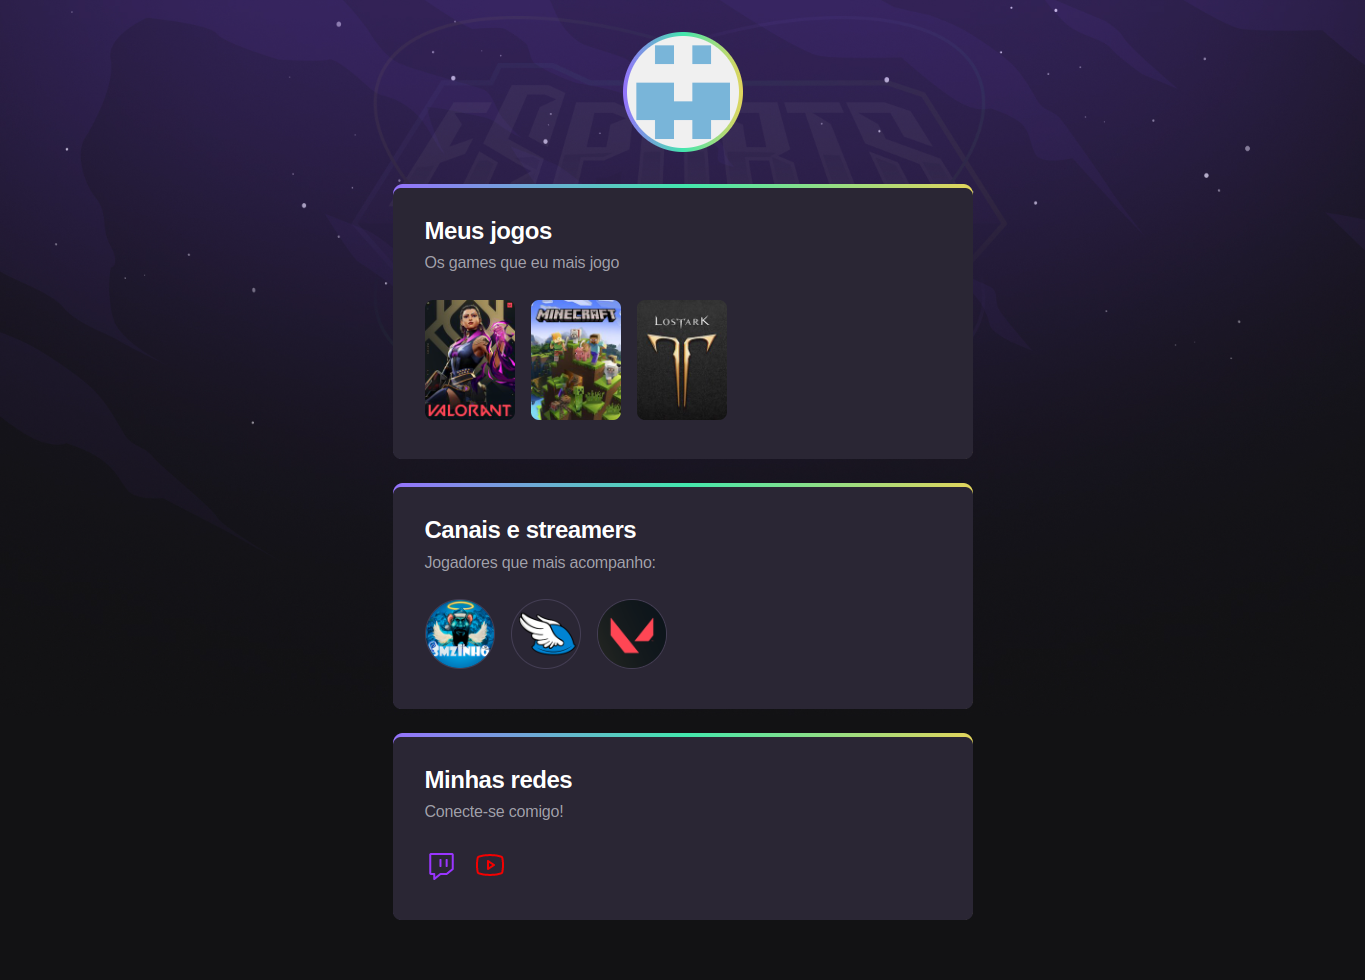 ESPORTS
Meus jogos
Os games que eu mais jogo
MINECRAFT
LOSTARK
VALORANT
Canais e streamers
Jogadores que mais acompanho:
SMZINHO
Minhas redes
Conecte-se comigo!